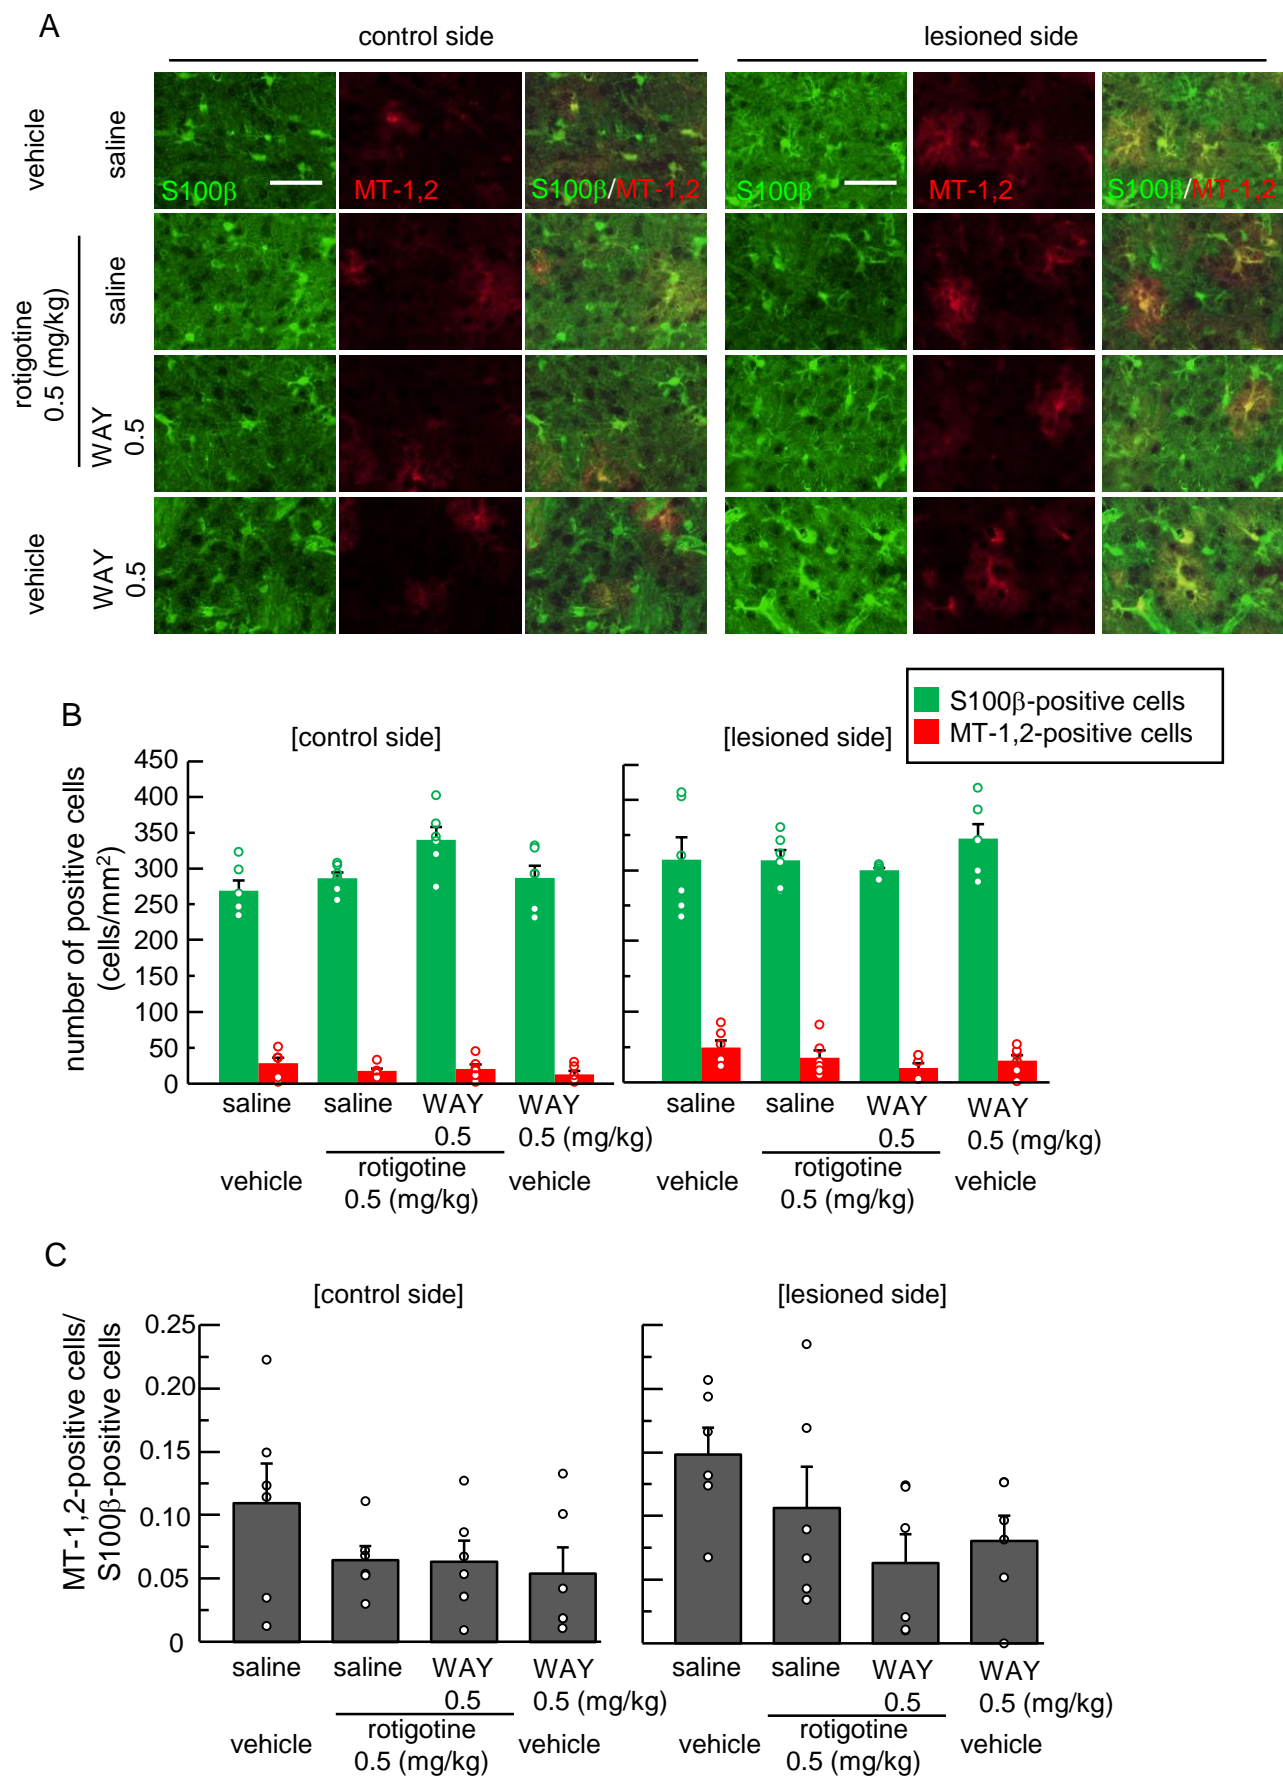 A
control side
lesioned side
vehicle
saline
S100β
MT-1,2
S100β/MT-1,2
S100β
MT-1,2
S100β/MT-1,2
rotigotine
0.5 (mg/kg)
saline
WAY
0.5
vehicle
WAY
0.5
B
S100β-positive cells
MT-1,2-positive cells
[control side]
[lesioned side]
number of positive cells
(cells/mm²)
450
400
350
300
250
200
150
100
50
0
saline
saline
WAY
0.5
WAY
0.5 (mg/kg)
vehicle
rotigotine
0.5 (mg/kg)
vehicle
saline
saline
WAY
0.5
WAY
0.5 (mg/kg)
vehicle
rotigotine
0.5 (mg/kg)
vehicle
C
[control side]
[lesioned side]
MT-1,2-positive cells/
S100β-positive cells
0.25
0.20
0.15
0.10
0.05
0
saline
saline
WAY
0.5
WAY
0.5 (mg/kg)
vehicle
rotigotine
0.5 (mg/kg)
vehicle
saline
saline
WAY
0.5
WAY
0.5 (mg/kg)
vehicle
rotigotine
0.5 (mg/kg)
vehicle